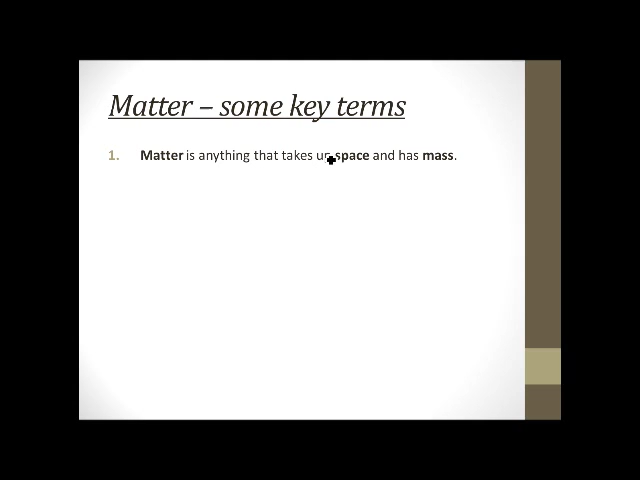 Matter – some key terms
1. Matter is anything that takes up space and has mass.